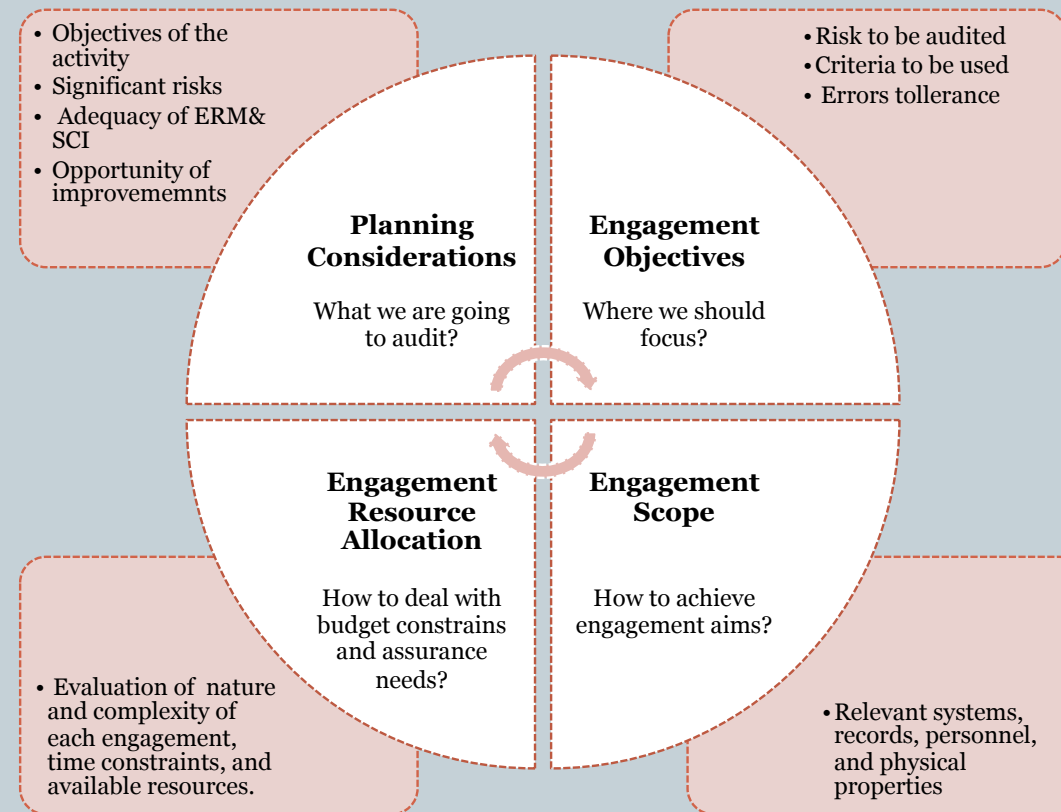 • Objectives of the
activity
• Significant risks
• Adequacy of ERM&
SCI
• Opportunity of
improvememnts
• Risk to be audited
• Criteria to be used
• Errors tollerance
Planning
Considerations
What we are going
to audit?
Engagement
Objectives
Where we should
focus?
Engagement
Resource
Allocation
How to deal with
budget constrains
and assurance
needs?
Engagement
Scope
How to achieve
engagement aims?
• Evaluation of nature
and complexity of
each engagement,
time constraints, and
available resources.
• Relevant systems,
records, personnel,
and physical
properties